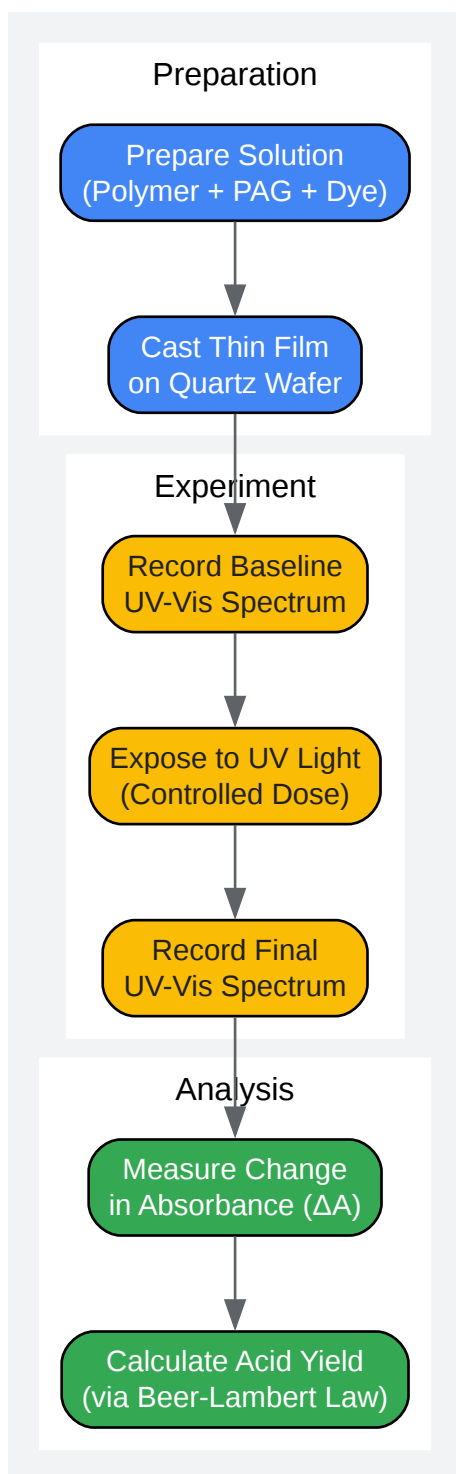 Preparation
Prepare Solution
(Polymer + PAG + Dye)
Cast Thin Film
on Quartz Wafer
Experiment
Record Baseline
UV-Vis Spectrum
Expose to UV Light
(Controlled Dose)
Record Final
UV-Vis Spectrum
Analysis
Measure Change
in Absorbance (ΔA)
Calculate Acid Yield
(via Beer-Lambert Law)